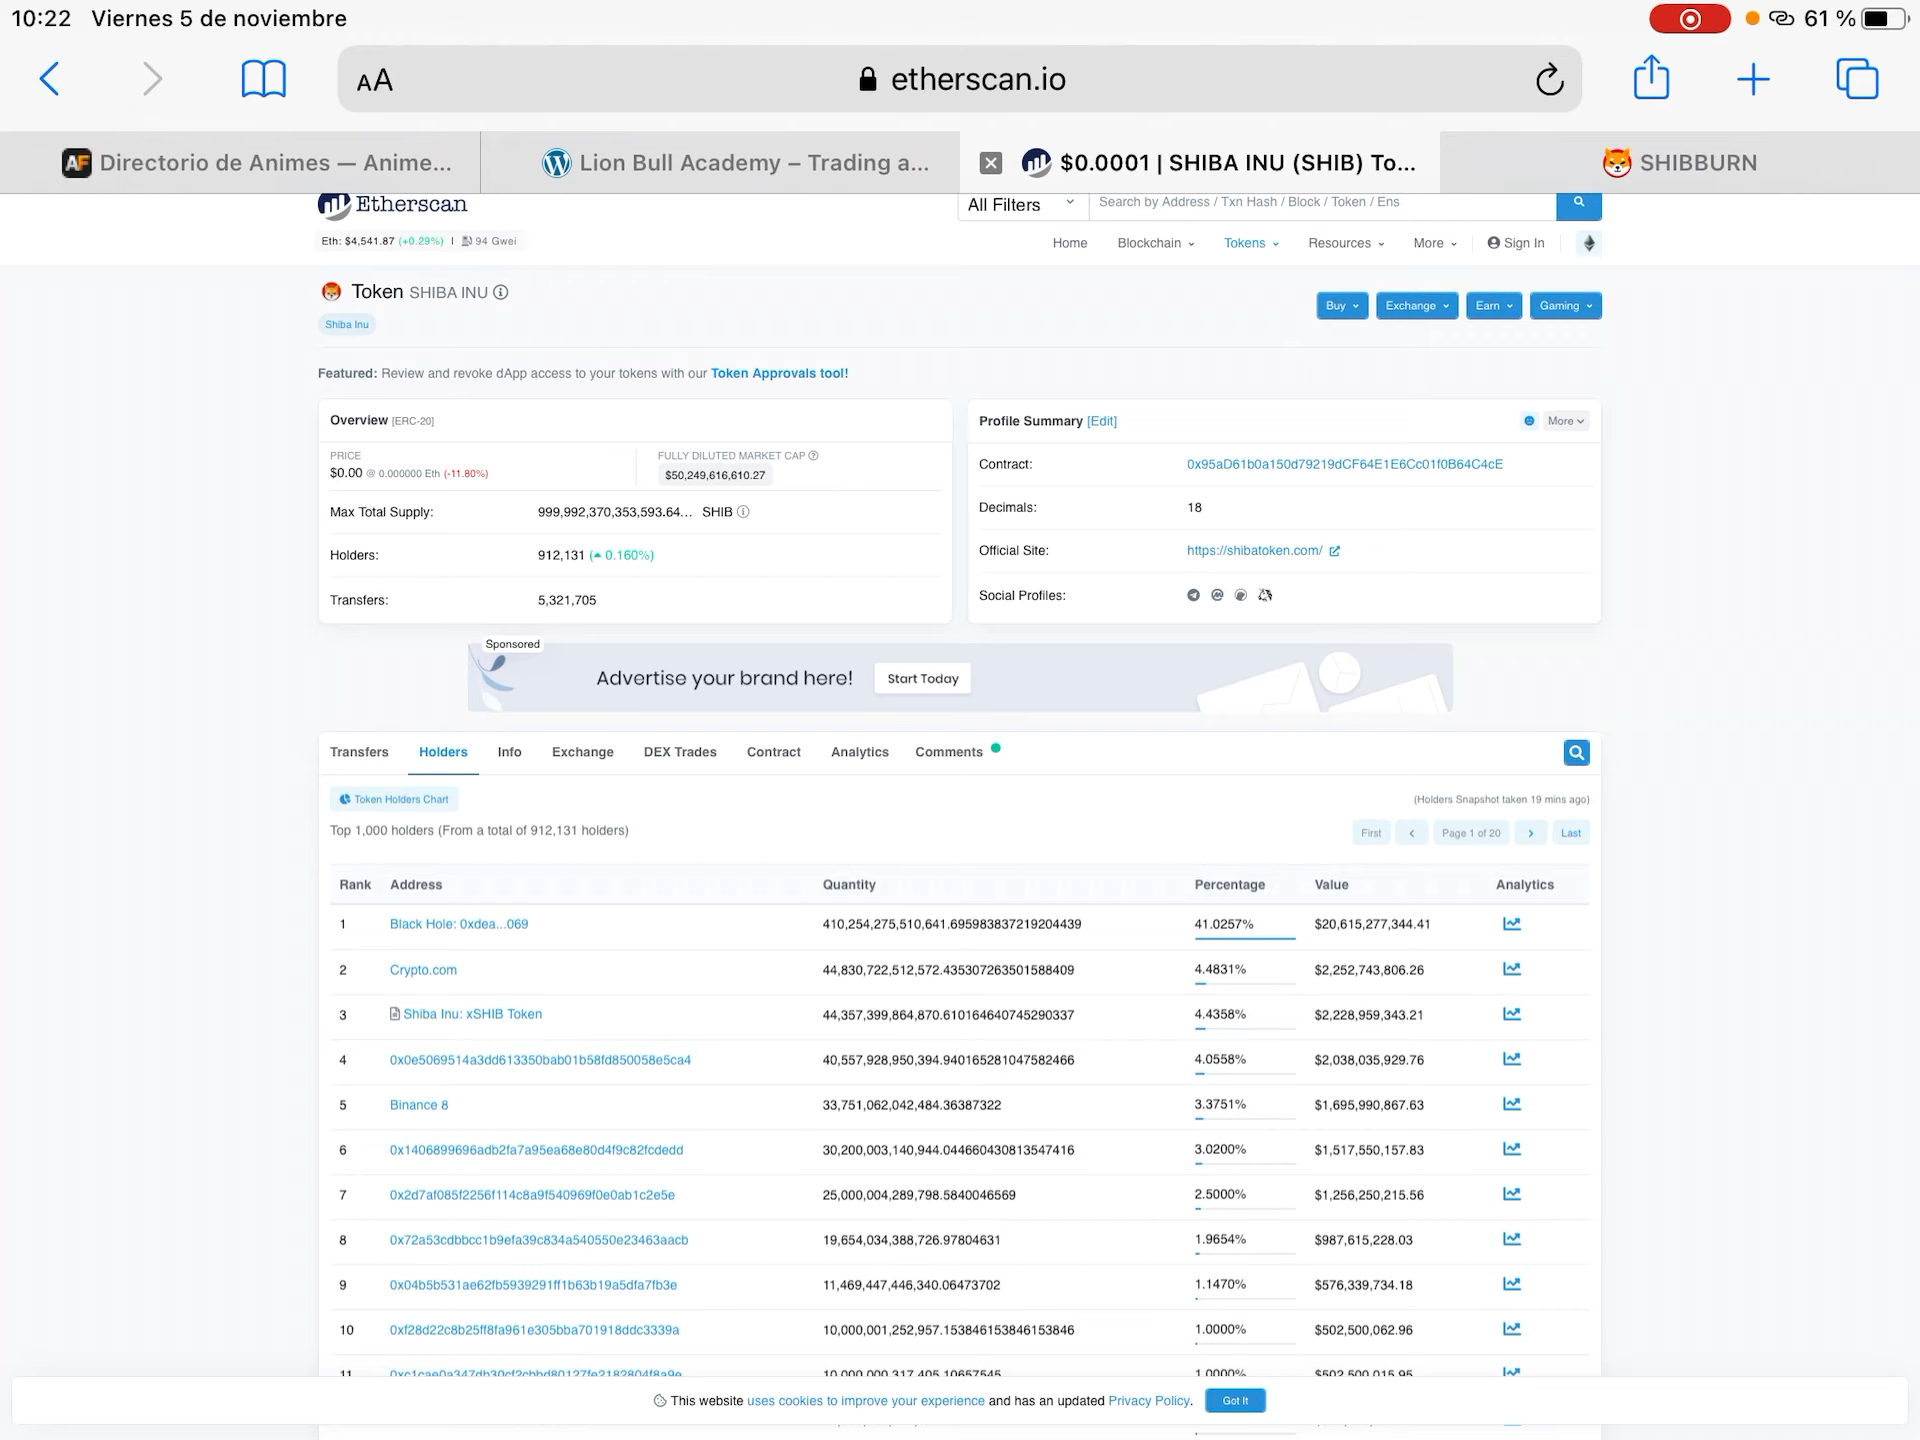 10:22 Viernes 5 de noviembre
61 %
AA
etherscan.io
Directorio de Animes — Anime...
Lion Bull Academy – Trading a...
$0.0001 | SHIBA INU (SHIB) To...
SHIBBURN
Etherscan
All Filters
Search by Address / Txn Hash / Block / Token / Ens
Eth: $4,541.87 (+0.29%) | 94 Gwei
Home Blockchain Tokens Resources More Sign In
Token SHIBA INU
Shiba Inu
Buy Exchange Earn Gaming
Featured: Review and revoke dApp access to your tokens with our Token Approvals tool!
Overview [ERC-20]
PRICE
$0.00 @ 0.000000 Eth (-11.80%)
FULLY DILUTED MARKET CAP
$50,249,616,610.27
Max Total Supply: 999,992,370,353,593.64... SHIB
Holders: 912,131 (0.160%)
Transfers: 5,321,705
Profile Summary [Edit]
More
Contract: 0x95aD61b0a150d79219dCF64E1E6Cc01f0B64C4cE
Decimals: 18
Official Site: https://shibatoken.com/
Social Profiles:
Sponsored
Advertise your brand here! Start Today
Transfers Holders Info Exchange DEX Trades Contract Analytics Comments
Token Holders Chart
(Holders Snapshot taken 19 mins ago)
Top 1,000 holders (From a total of 912,131 holders)
First Page 1 of 20 Last
Rank Address Quantity Percentage Value Analytics
1 Black Hole: 0xdea...069 410,254,275,510,641.695983837219204439 41.0257% $20,615,277,344.41
2 Crypto.com 44,830,722,512,572.435307263501588409 4.4831% $2,252,743,806.26
3 Shiba Inu: xSHIB Token 44,357,399,864,870.610164640745290337 4.4358% $2,228,959,343.21
4 0x0e5069514a3dd613350bab01b58fd850058e5ca4 40,557,928,950,394.940165281047582466 4.0558% $2,038,035,929.76
5 Binance 8 33,751,062,042,484.36387322 3.3751% $1,695,990,867.63
6 0x1406899696adb2fa7a95ea68e80d4f9c82fcdedd 30,200,003,140,944.044660430813547416 3.0200% $1,517,550,157.83
7 0x2d7af085f2256f114c8a9f540969f0e0ab1c2e5e 25,000,004,289,798.5840046569 2.5000% $1,256,250,215.56
8 0x72a53cdbbcc1b9efa39c834a540550e23463aacb 19,654,034,388,726.97804631 1.9654% $987,615,228.03
9 0x04b5b531ae62fb5939291ff1b63b19a5dfa7fb3e 11,469,447,446,340.06473702 1.1470% $576,339,734.18
10 0xf28d22c8b25ff8fa961e305bba701918ddc3339a 10,000,001,252,957.153846153846153846 1.0000% $502,500,062.96
11 10,000,000,317,405.10657545 1.0000% $502,500,015.95
This website uses cookies to improve your experience and has an updated Privacy Policy. Got It